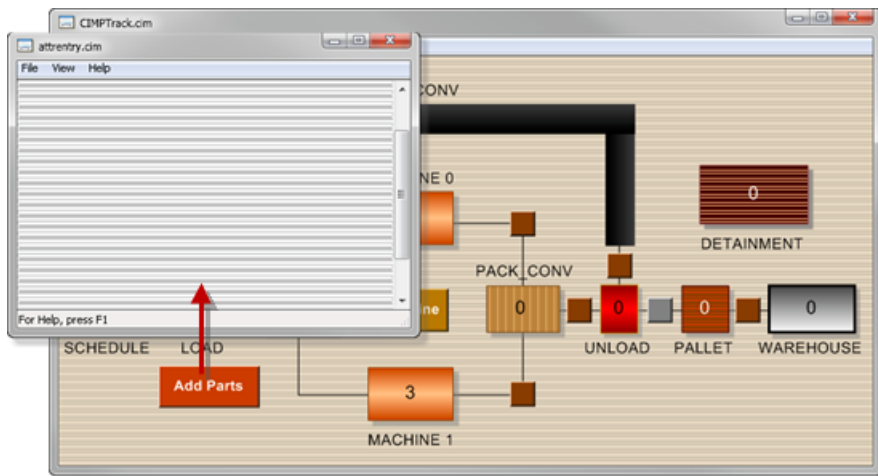 CIMPTrack.cim
attrentry.cim
File View Help
CONV
NE 0
0
DETAINMENT
PACK_CONV
ine
0
0
0
0
For Help, press F1
SCHEDULE
LOAD
UNLOAD
PALLET
WAREHOUSE
Add Parts
3
MACHINE 1